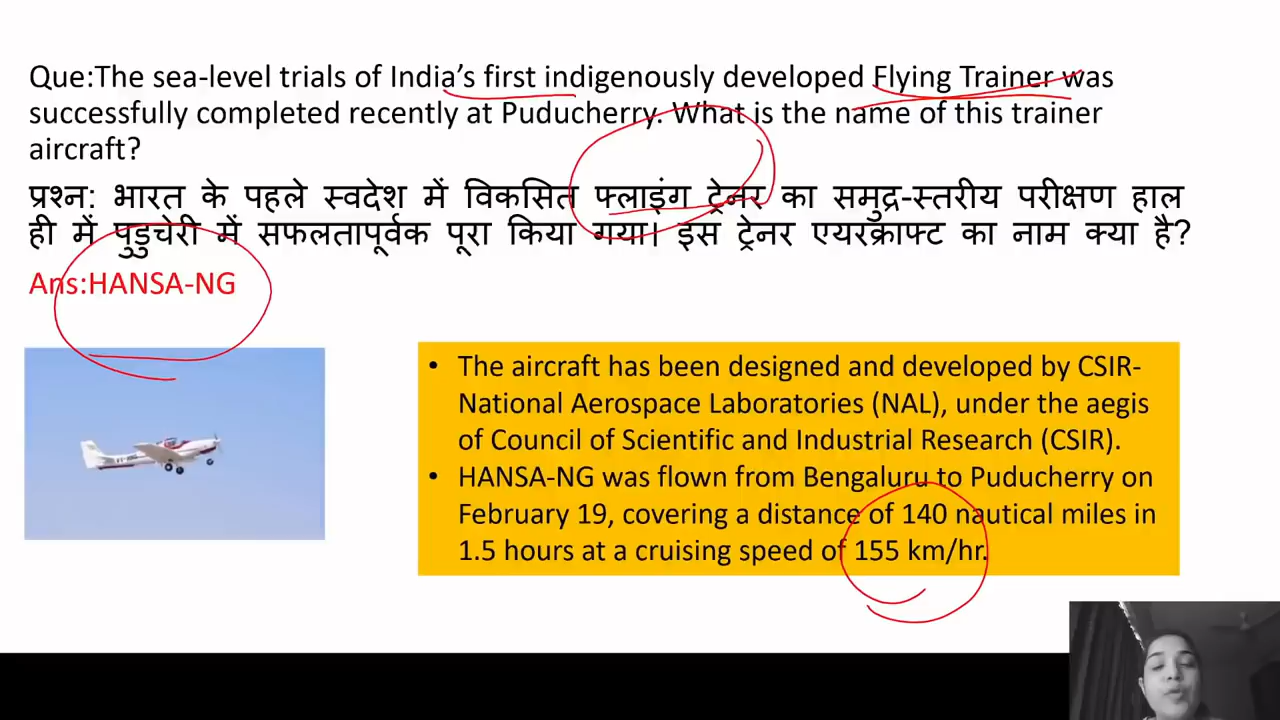 Que:The sea-level trials of India's first indigenously developed Flying Trainer was
successfully completed recently at Puducherry. What is the name of this trainer
aircraft?
प्रश्न: भारत के पहले स्वदेश में विकसित फ्लाइंग ट्रेनर का समुद्र-स्तरीय परीक्षण हाल
ही में पुडुचेरी में सफलतापूर्वक पूरा किया गया। इस ट्रेनर एयरक्राफ्ट का नाम क्या है?
Ans:HANSA-NG
• The aircraft has been designed and developed by CSIR-
National Aerospace Laboratories (NAL), under the aegis
of Council of Scientific and Industrial Research (CSIR).
• HANSA-NG was flown from Bengaluru to Puducherry on
February 19, covering a distance of 140 nautical miles in
1.5 hours at a cruising speed of 155 km/hr.